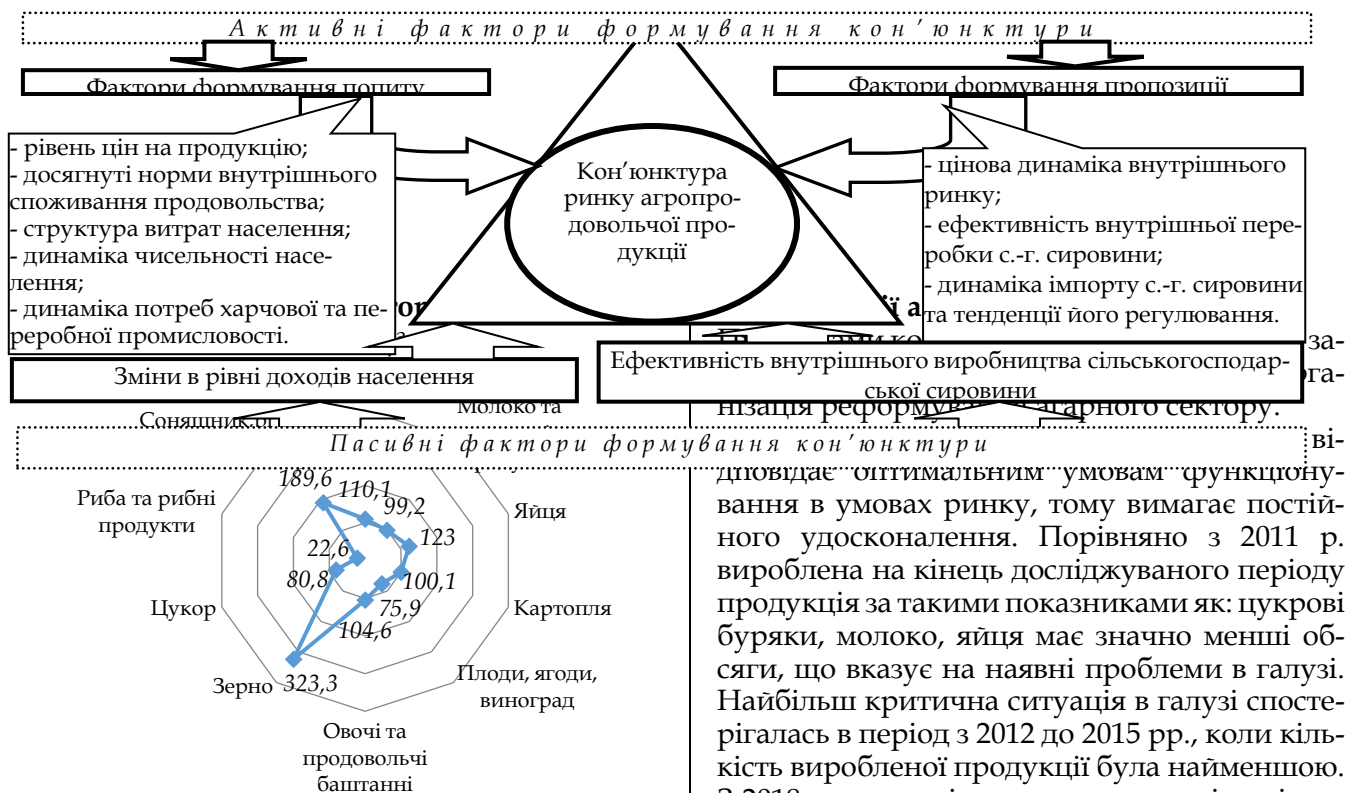 Активні фактори формування кон’юнктури
Фактори формування попиту
Фактори формування пропозиції
- рівень цін на продукцію;
- досягнуті норми внутрішнього
споживання продовольства;
- структура витрат населення;
- динаміка чисельності насе-
лення;
- динаміка потреб харчової та пе-
реробної промисловості.
Кон’юнктура
ринку агропро-
довольчої про-
дукції
- цінова динаміка внутрішнього
ринку;
- ефективність внутрішньої пере-
робки с.-г. сировини;
- динаміка імпорту с.-г. сировини
та тенденції його регулювання.
Зміни в рівні доходів населення
Ефективність внутрішнього виробництва сільськогосподар-
ської сировини
Пасивні фактори формування кон’юнктури
Молоко та
189,6
110,1
99,2
123
100,1
75,9
104,6
323,3
80,8
22,6
Яйця
Картопля
Плоди, ягоди,
виноград
Овочі та
продовольчі
баштанні
Зерно
Цукор
Риба та рибні
продукти
за-
нізація реформування агарного сектору.
ві-
дповідає оптимальним умовам функціону-
вання в умовах ринку, тому вимагає постій-
ного удосконалення. Порівняно з 2011 р.
вироблена на кінець досліджуваного періоду
продукція за такими показниками як: цукрові
буряки, молоко, яйця має значно менші об-
сяги, що вказує на наявні проблеми в галузі.
Найбільш критична ситуація в галузі спосте-
рігалась в період з 2012 до 2015 рр., коли кіль-
кість виробленої продукції була найменшою.